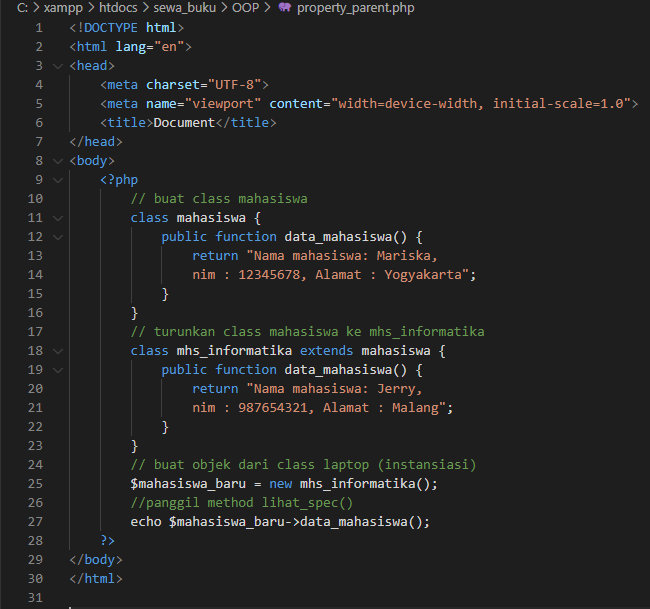 C: > xampp > htdocs > sewa_buku > OOP > property_parent.php
1 <!DOCTYPE html>
2 <html lang="en">
3 <head>
4 <meta charset="UTF-8">
5 <meta name="viewport" content="width=device-width, initial-scale=1.0">
6 <title>Document</title>
7 </head>
8 <body>
9 <?php
10 // buat class mahasiswa
11 class mahasiswa {
12 public function data_mahasiswa() {
13 return "Nama mahasiswa: Mariska,
14 nim : 12345678, Alamat : Yogyakarta";
15 }
16 }
17 // turunkan class mahasiswa ke mhs_informatika
18 class mhs_informatika extends mahasiswa {
19 public function data_mahasiswa() {
20 return "Nama mahasiswa: Jerry,
21 nim : 987654321, Alamat : Malang";
22 }
23 }
24 // buat objek dari class laptop (instansiasi)
25 $mahasiswa_baru = new mhs_informatika();
26 //panggil method lihat_spec()
27 echo $mahasiswa_baru->data_mahasiswa();
28 ?>
29 </body>
30 </html>
31